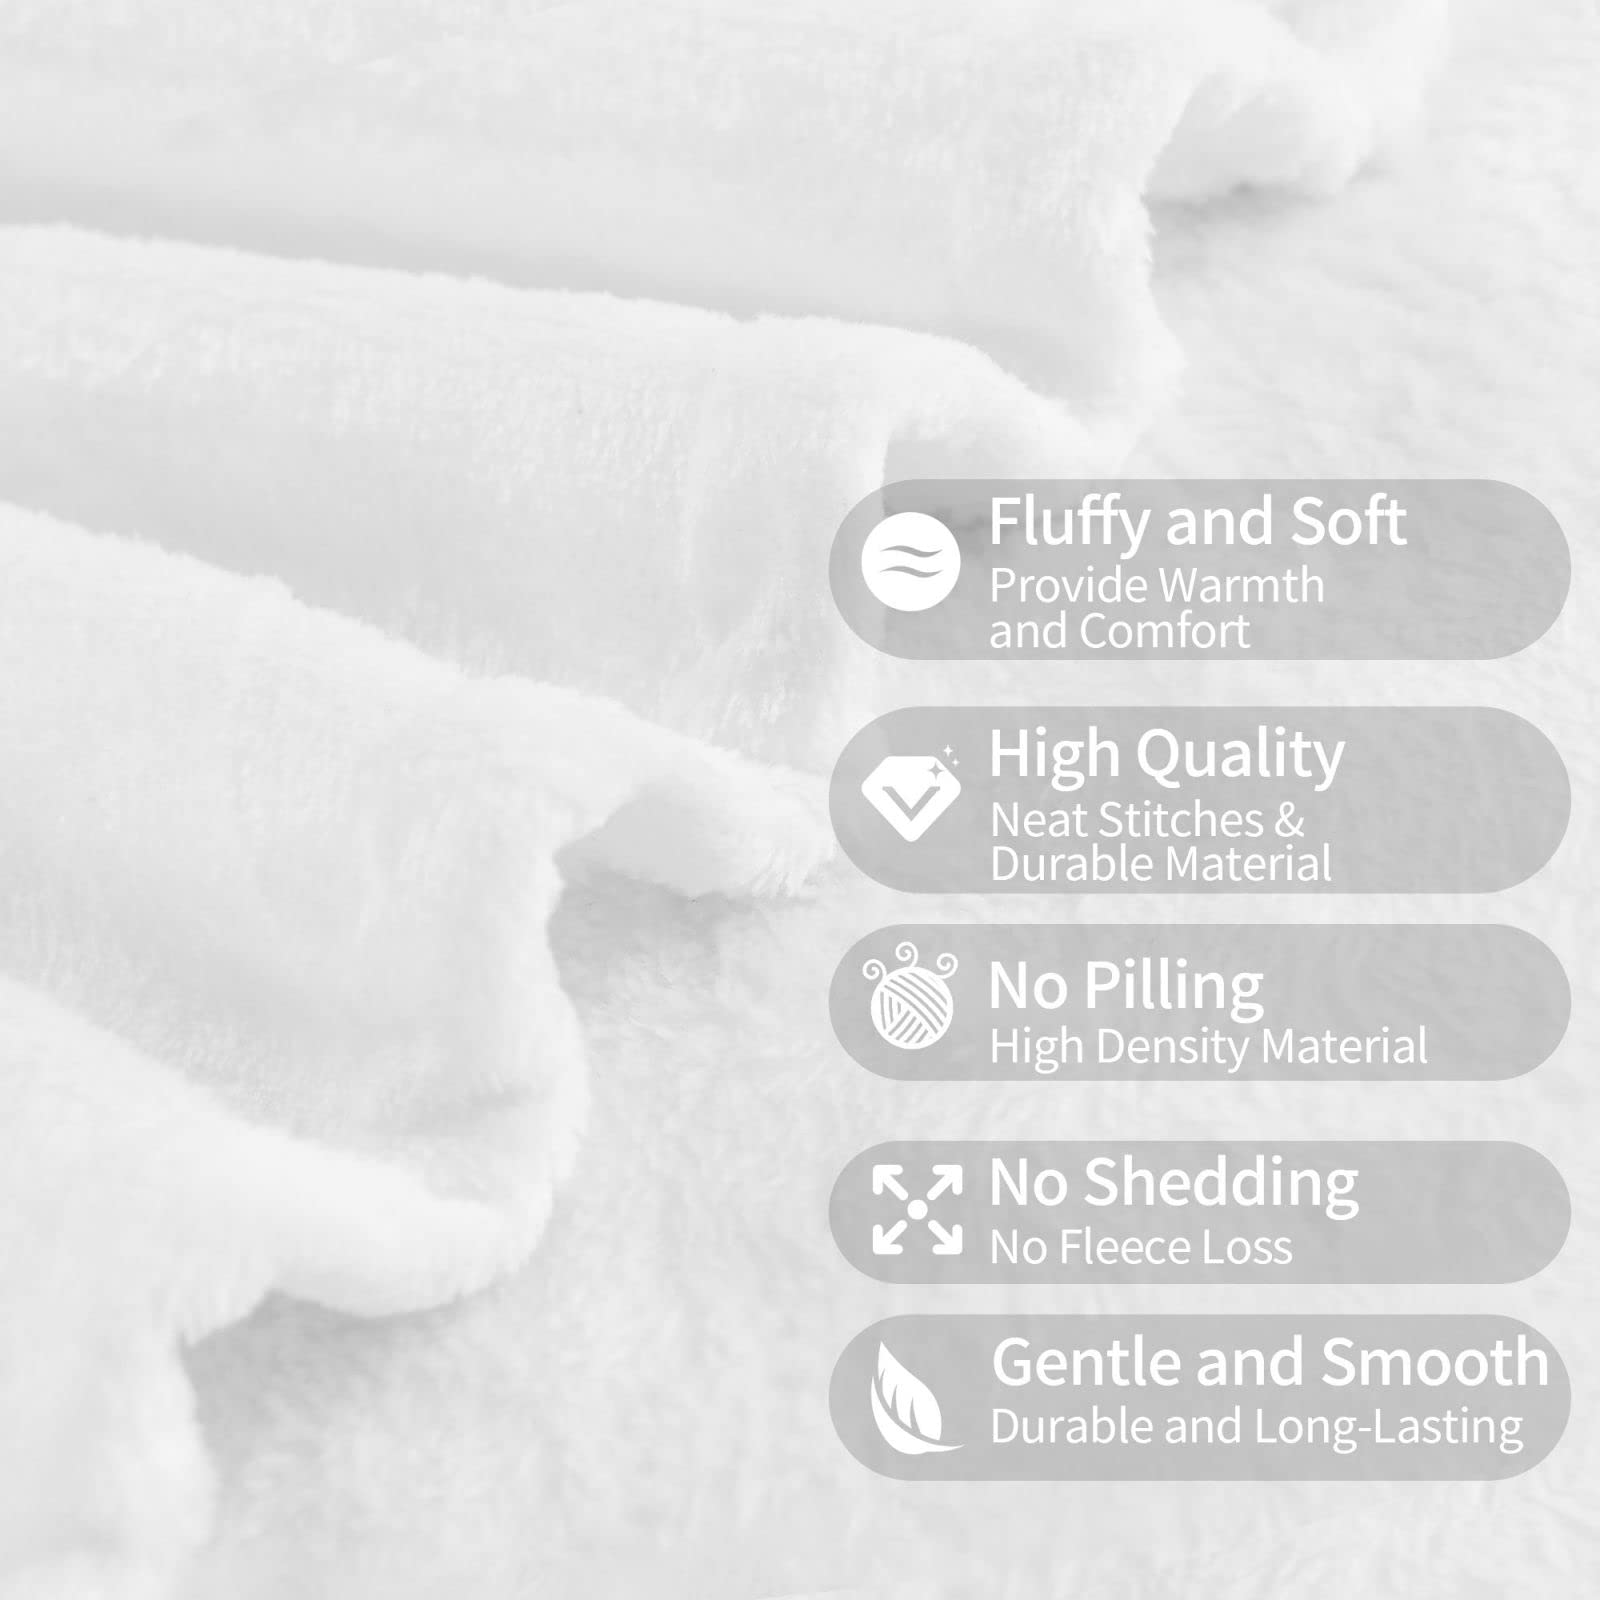 Fluffy and Soft
Provide Warmth
and Comfort
High Quality
Neat Stitches &
Durable Material
No Pilling
High Density Material
No Shedding
No Fleece Loss
Gentle and Smooth
Durable and Long-Lasting